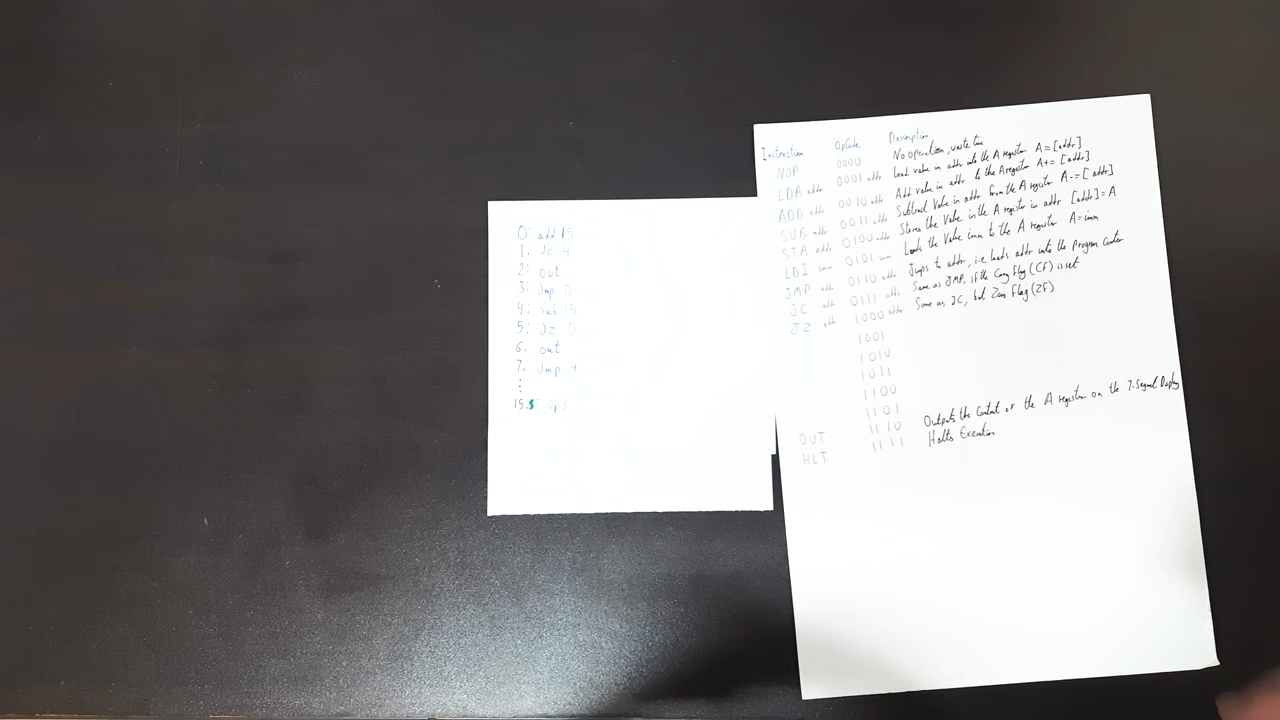 0: add 15
1: Jc 4
2: out
3: Jmp 0
4: sub 15
5: Jz 0
6. out
7. Jmp 4
:
15:
Instruction OpCode Description
NOP 0000 No operation, waste time
LDA addr 0001 addr Load value in addr into the A register A=[addr]
ADD addr 0010 addr Add value in addr to the A register A+=[addr]
SUB addr 0011 addr Subtract Value in addr from the A register A-=[addr]
STA addr 0100 addr Stores the Value in the A register in addr [addr]=A
LDI imm 0101 imm Loads the Value imm to the A register A=imm
JMP addr 0110 addr Jumps to addr, i.e loads addr into the Program Counter
JC addr 0111 addr Same as JMP, if the Carry Flag (CF) is set
JZ addr 1000 addr Same as JC, but Zero Flag (ZF)
1001
1010
1011
1100
1101
OUT 1110 Outputs the Content of the A register on the 7-Segment Display
HLT 1111 Halts Execution